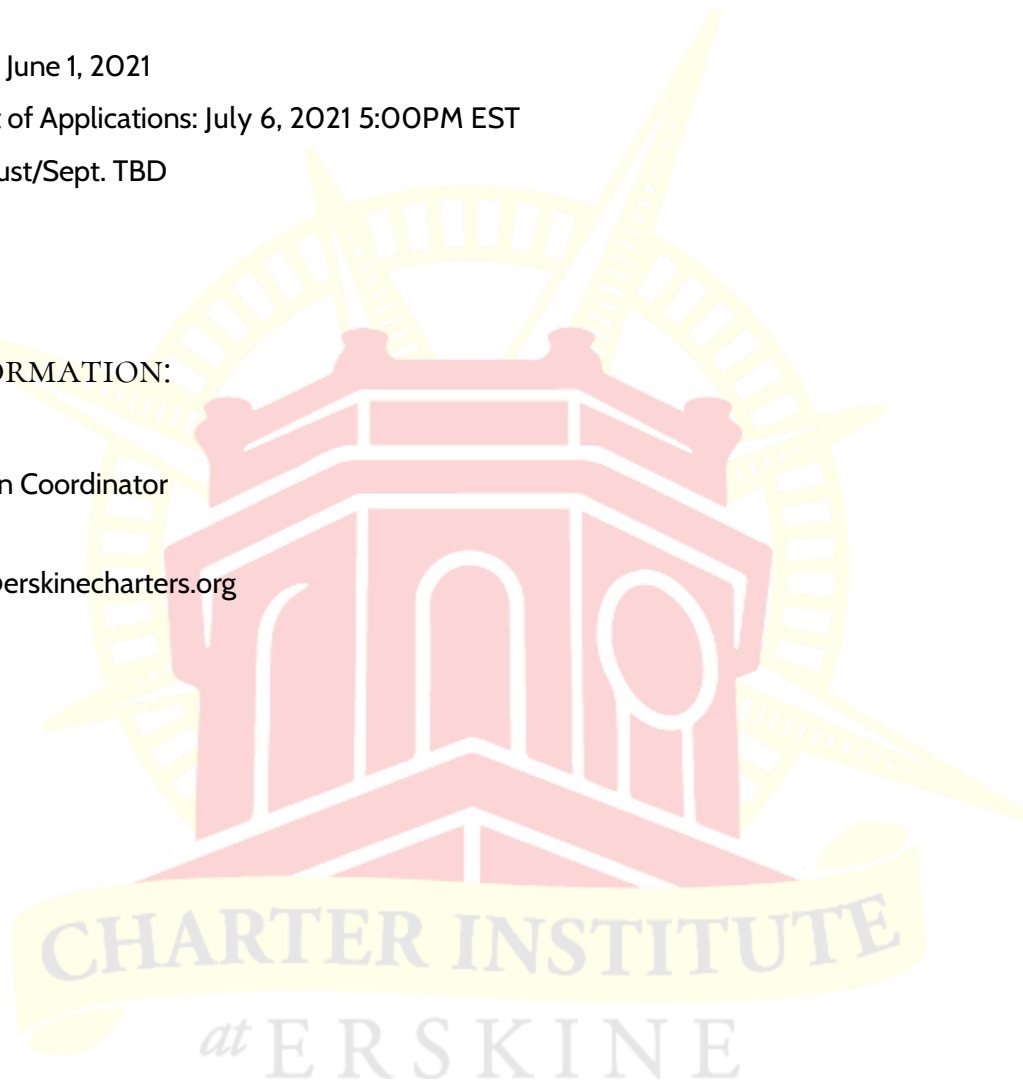 June 1, 2021
of Applications: July 6, 2021 5:00PM EST
ust/Sept. TBD
ORMATION:
n Coordinator
erskinecharters.org
CHARTER INSTITUTE
at ERSKINE